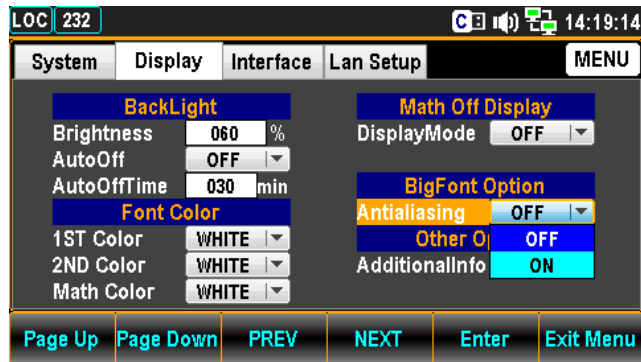 LOC 232 C 14:19:14
System Display Interface Lan Setup MENU
BackLight
Brightness 060 %
AutoOff OFF
AutoOffTime 030 min
Font Color
1ST Color WHITE
2ND Color WHITE
Math Color WHITE
Math Off Display
DisplayMode OFF
BigFont Option
Antialiasing OFF
Other Op OFF
AdditionalInfo ON
Page Up Page Down PREV NEXT Enter Exit Menu